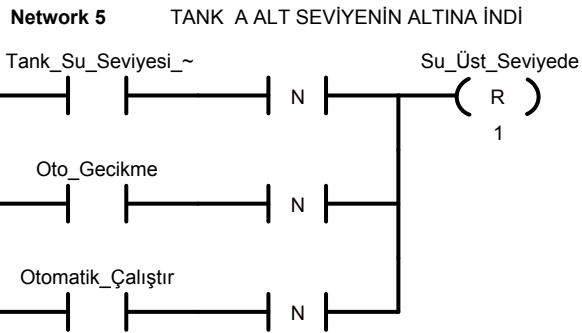 Network 5 TANK A ALT SEVİYENİN ALTINA İNDİ
Tank_Su_Seviyesi_~ Su_Üst_Seviyede
N R
1
Oto_Gecikme
N
Otomatik_Çalıştır
N